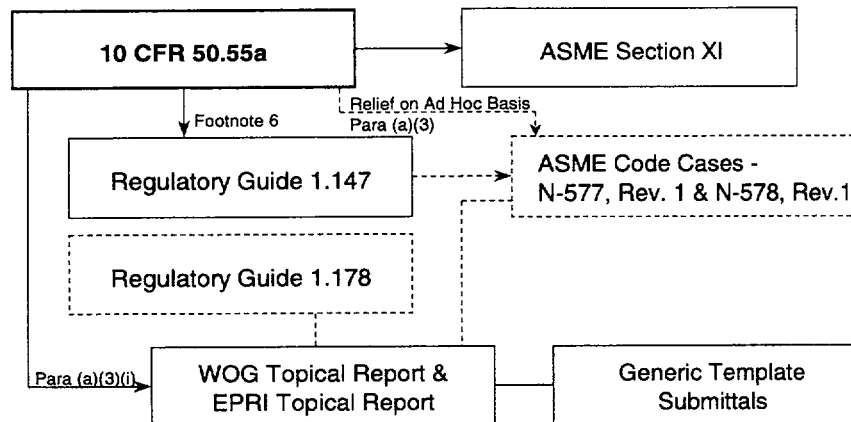 10 CFR 50.55a
ASME Section XI
Relief on Ad Hoc Basis
Footnote 6
Para (a)(3)
Regulatory Guide 1.147
ASME Code Cases -
N-577, Rev. 1 & N-578, Rev.1
Regulatory Guide 1.178
Para (a)(3)(i)
WOG Topical Report &
EPRI Topical Report
Generic Template
Submittals